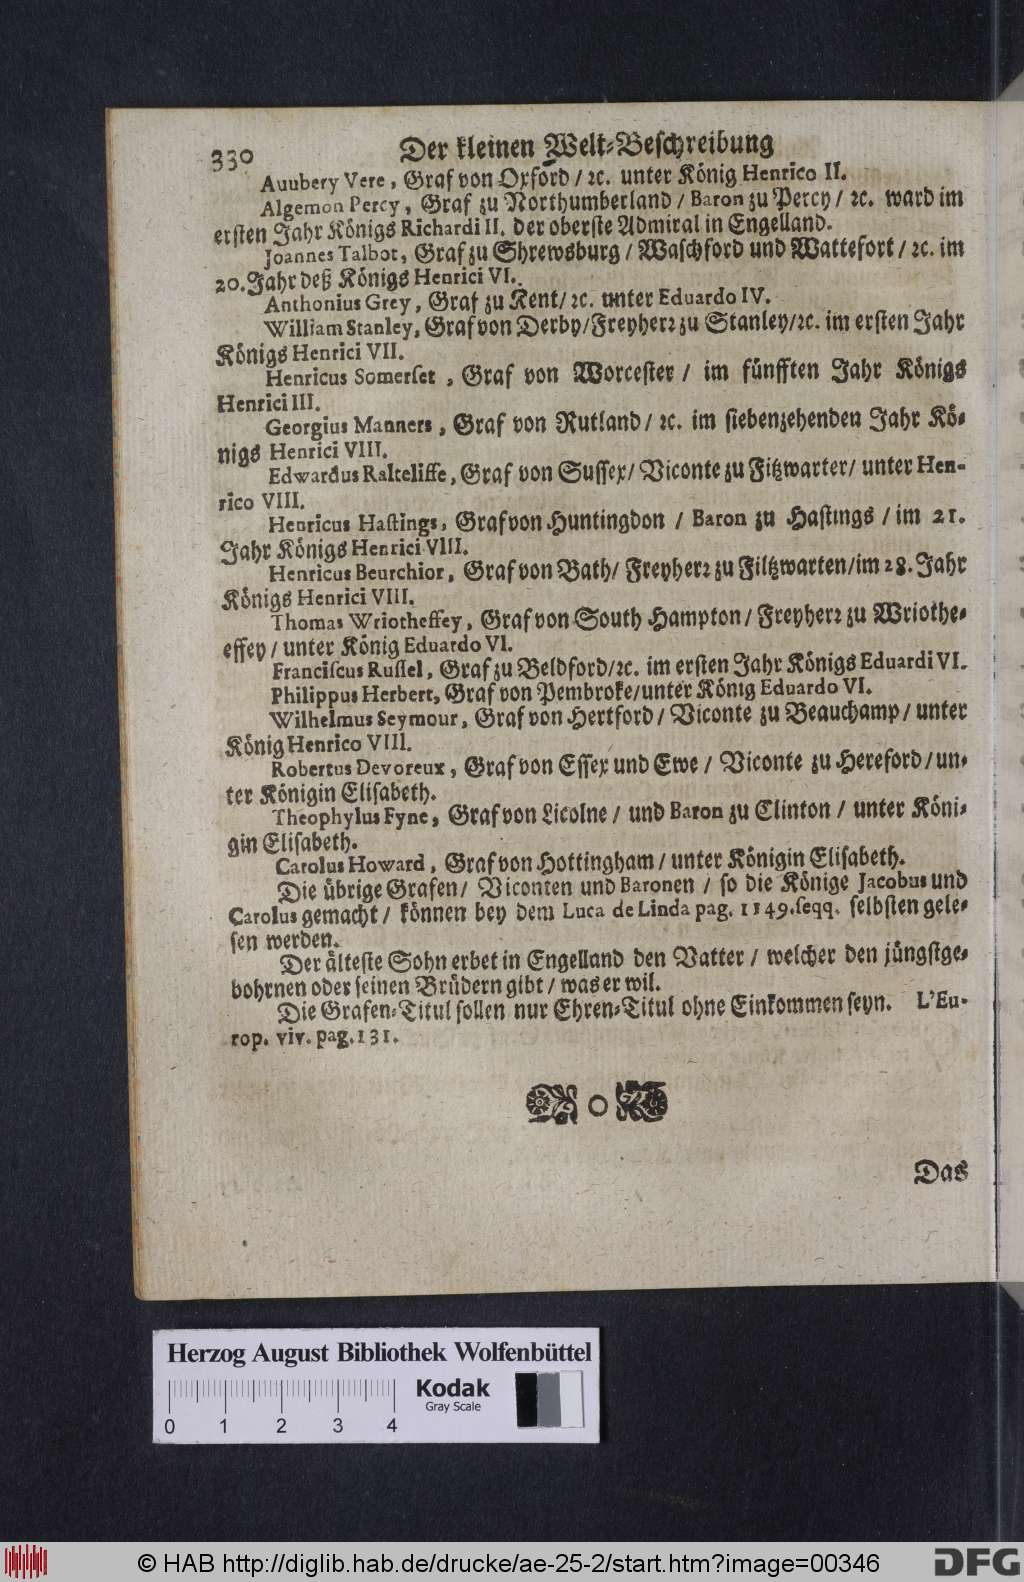 330 Der kleinen Welt-Beschreibung
Auubery Vere, Graf von Oxford / ꝛc. unter König Henrico II.
Algemon Percy, Graf zu Northumberland / Baron zu Percy / ꝛc. ward im
ersten Jahr Königs Richardi II. der oberste Admiral in Engelland.
Joannes Talbot, Graf zu Shrewsburg / Waschford und Wattefort / ꝛc. im
20. Jahr deß Königs Henrici VI.
Anthonius Grey, Graf zu Kent / ꝛc. unter Eduardo IV.
William Stanley, Graf von Derby / Freyherꝛ zu Stanley / ꝛc. im ersten Jahr
Königs Henrici VII.
Henricus Somerset, Graf von Worcester / im fünfften Jahr Königs
Henrici III.
Georgius Manners, Graf von Rutland / ꝛc. im siebenzehenden Jahr Kö-
nigs Henrici VIII.
Edwardus Ralteliffe, Graf von Sussex / Viconte zu Fitzwarter / unter Hen-
rico VIII.
Henricus Hastings, Graf von Huntingdon / Baron zu Hastings / im 21.
Jahr Königs Henrici VIII.
Henricus Beurchior, Graf von Bath / Freyherꝛ zu Filtzwarten / im 28. Jahr
Königs Henrici VIII.
Thomas Wriotheffey, Graf von South Hampton / Freyherꝛ zu Wriothe-
effey / unter König Eduardo VI.
Franciscus Russel, Graf zu Beldford / ꝛc. im ersten Jahr Königs Eduardi VI.
Philippus Herbert, Graf von Pembroke / unter König Eduardo VI.
Wilhelmus Seymour, Graf von Hertford / Viconte zu Beauchamp / unter
König Henrico VIII.
Robertus Devoreux, Graf von Essex und Ewe / Viconte zu Hereford / un-
ter Königin Elisabeth.
Theophylus Fyne, Graf von Licolne / und Baron zu Clinton / unter Köni-
gin Elisabeth.
Carolus Howard, Graf von Hottingham / unter Königin Elisabeth.
Die übrige Grafen / Viconten und Baronen / so die Könige Jacobus und
Carolus gemacht / können bey dem Luca de Linda pag. 1149. seqq. selbsten gele-
sen werden.
Der älteste Sohn erbet in Engelland den Vatter / welcher den jüngstge-
bohrnen oder seinen Brüdern gibt / was er wil.
Die Grafen-Titul sollen nur Ehren-Titul ohne Einkommen seyn. L'Eu-
rop. viv. pag. 131.
Das
Herzog August Bibliothek Wolfenbüttel
Kodak
Gray Scale
0 1 2 3 4
© HAB http://diglib.hab.de/drucke/ae-25-2/start.htm?image=00346
DFG